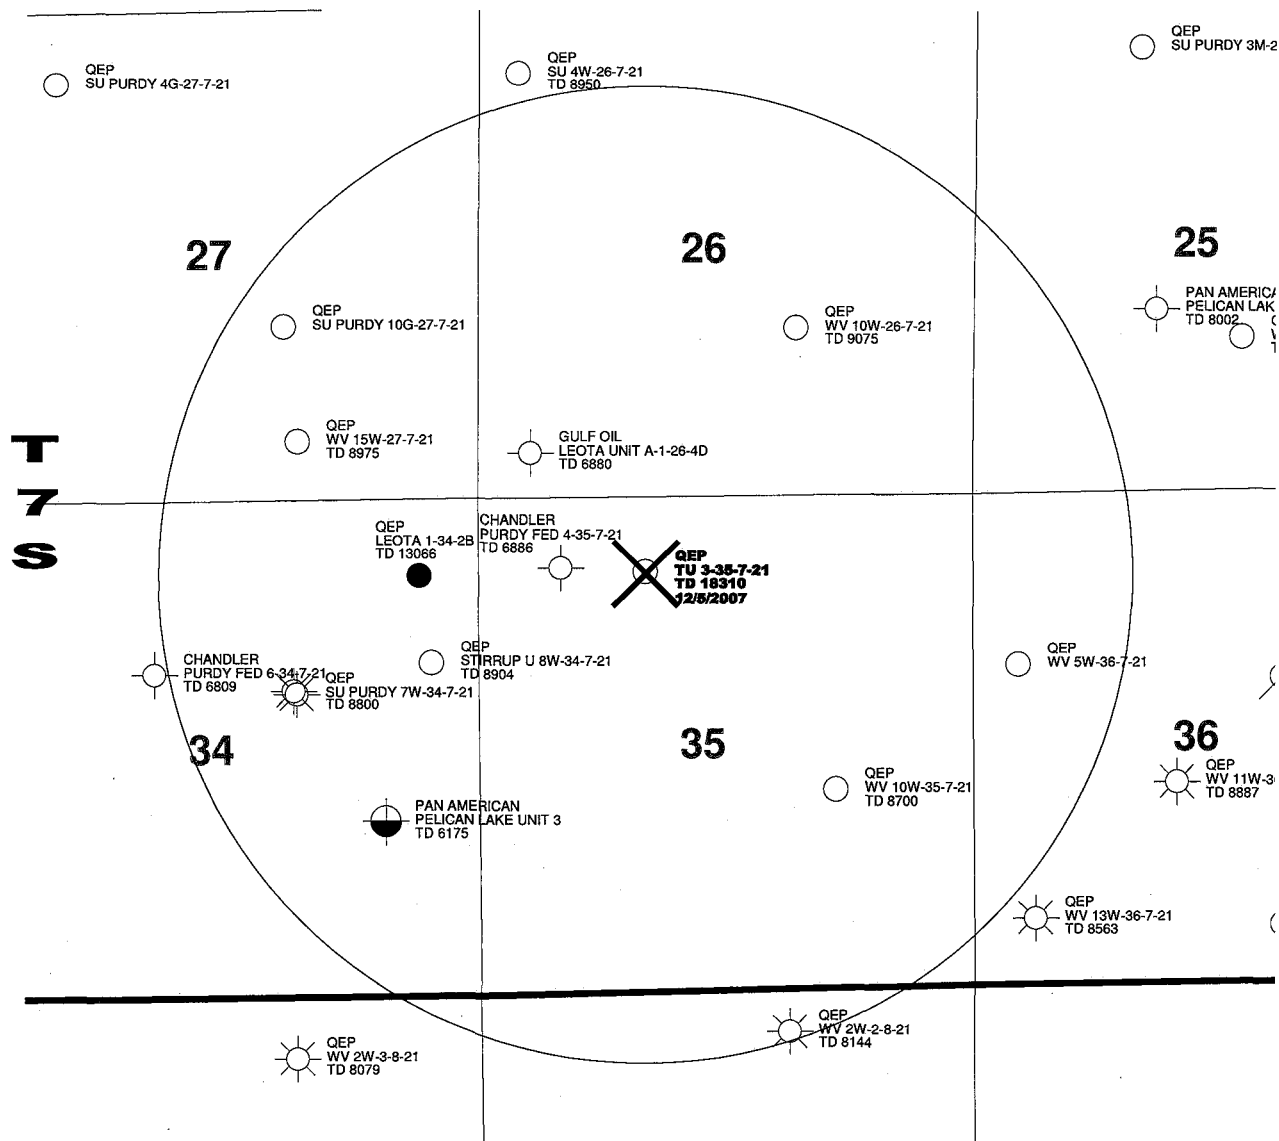 QEP
SU PURDY 4G-27-7-21
QEP
SU 4W-26-7-21
TD 8950
QEP
SU PURDY 3M-2
27
26
25
QEP
SU PURDY 10G-27-7-21
QEP
WV 10W-26-7-21
TD 9075
PAN AMERICA
PELICAN LAK
TD 8002
QEP
WV 15W-27-7-21
TD 8975
GULF OIL
LEOTA UNIT A-1-26-4D
TD 6880
T
7
S
QEP
LEOTA 1-34-2B
TD 13066
CHANDLER
PURDY FED 4-35-7-21
TD 6886
QEP
TU 3-35-7-21
TD 18310
12/5/2007
CHANDLER
PURDY FED 6-34-7-21
TD 6809
QEP
SU PURDY 7W-34-7-21
TD 8800
QEP
STIRRUP U 8W-34-7-21
TD 8904
QEP
WV 5W-36-7-21
34
35
36
QEP
WV 10W-35-7-21
TD 8700
QEP
WV 11W-3
TD 8887
PAN AMERICAN
PELICAN LAKE UNIT 3
TD 6175
QEP
WV 13W-36-7-21
TD 8563
QEP
WV 2W-3-8-21
TD 8079
QEP
WV 2W-2-8-21
TD 8144